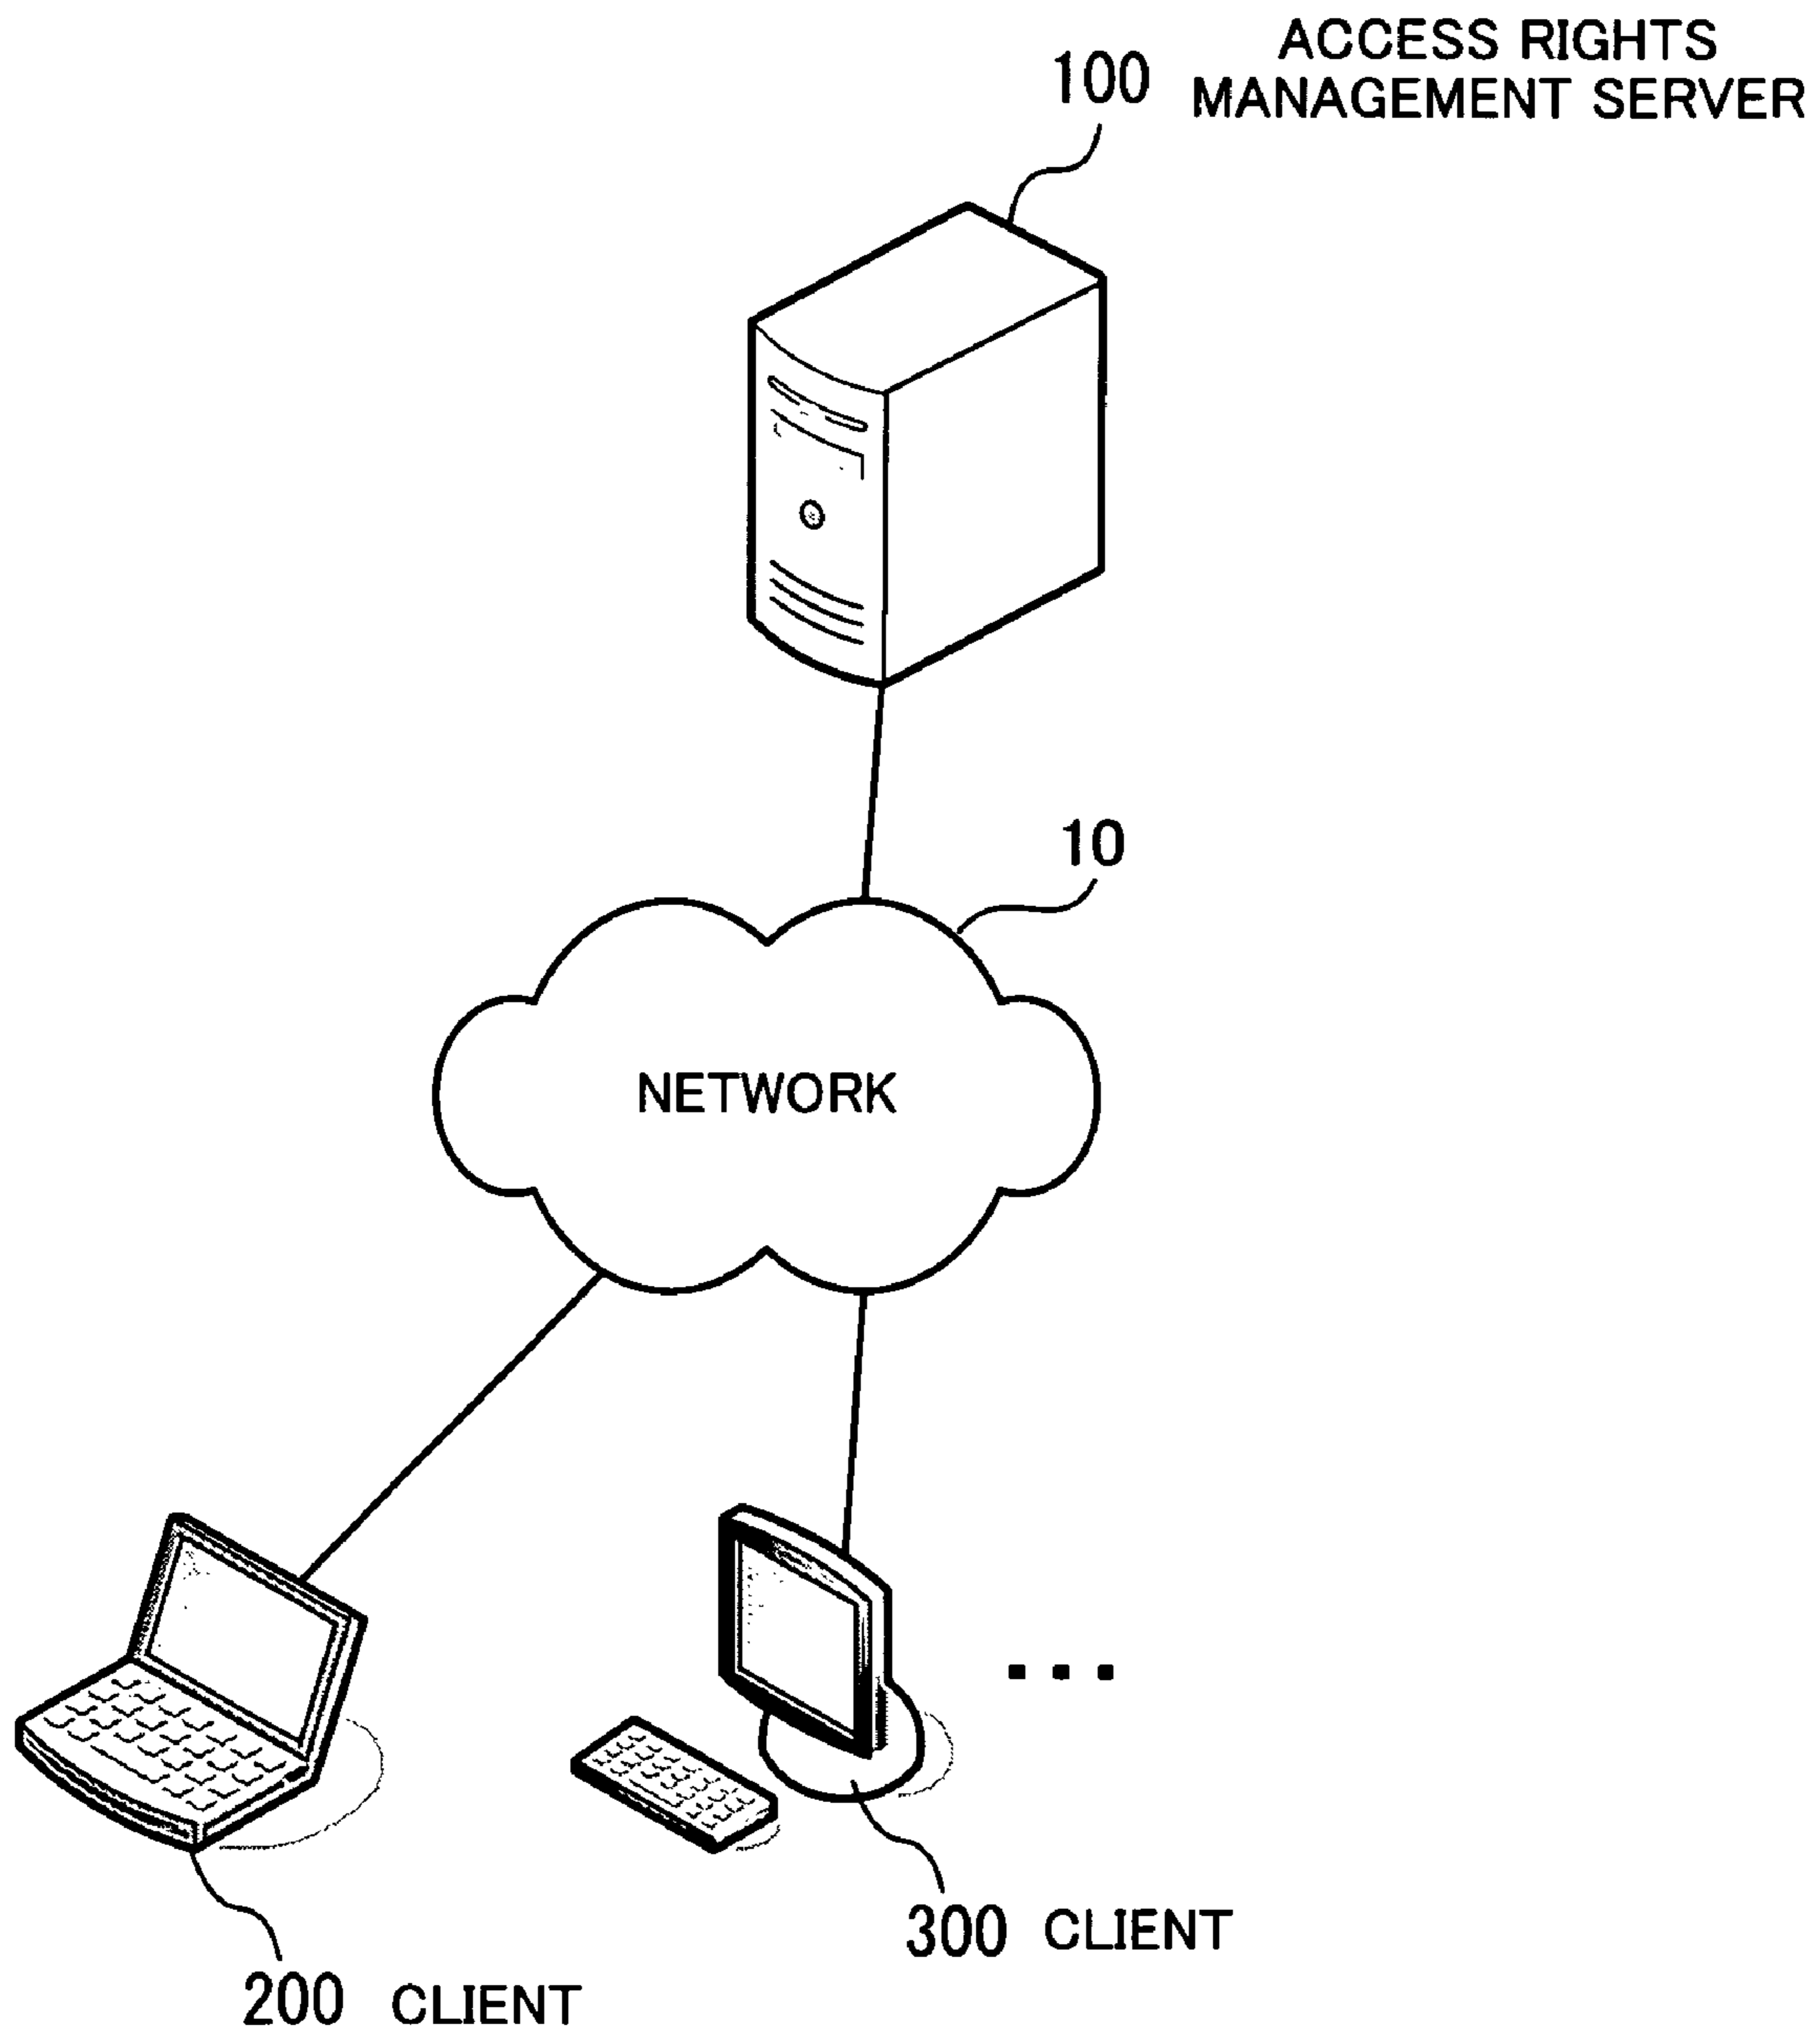 ACCESS RIGHTS
100 MANAGEMENT SERVER
10
NETWORK
300 CLIENT
200 CLIENT